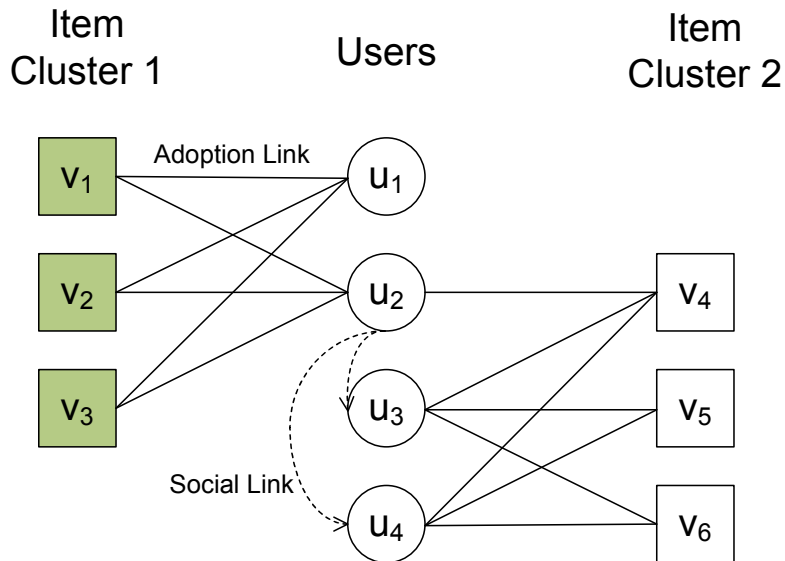 Item
Cluster 1
Users
Item
Cluster 2
Adoption Link
v1
u1
v2
u2
v4
v3
u3
v5
Social Link
u4
v6